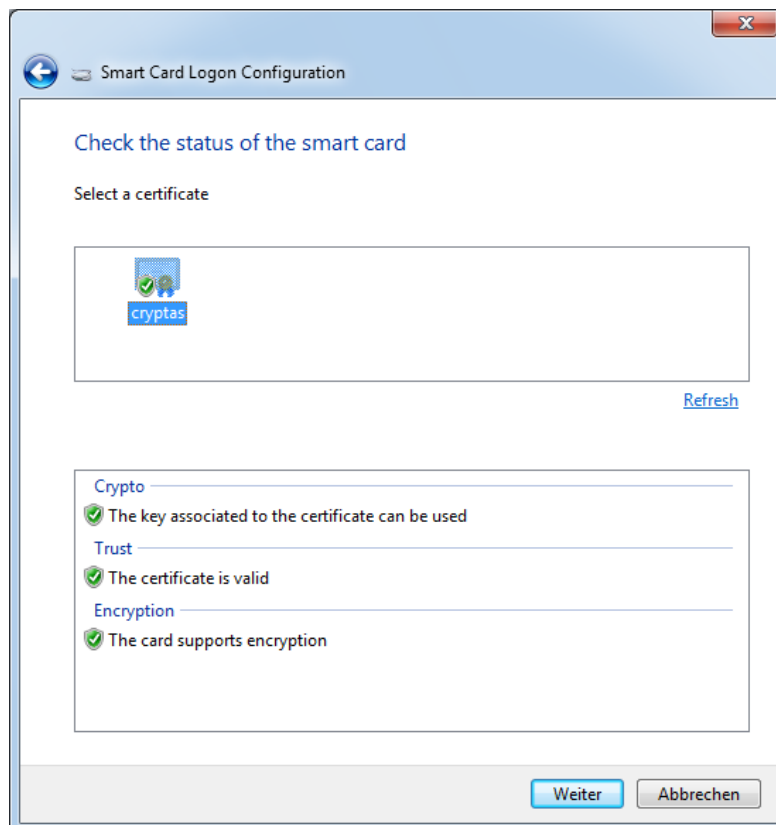 Smart Card Logon Configuration
Check the status of the smart card
Select a certificate
cryptas
Refresh
Crypto
The key associated to the certificate can be used
Trust
The certificate is valid
Encryption
The card supports encryption
Weiter
Abbrechen